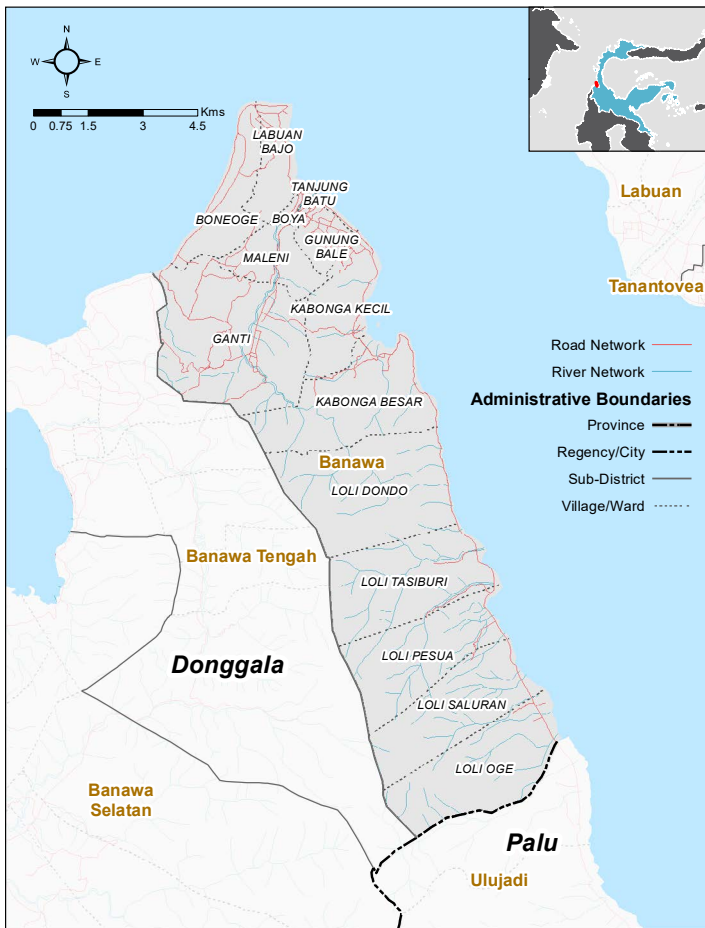 N
W E
S
Kms
0 0.75 1.5 3 4.5
LABUAN
BAJO
TANJUNG
BATU
BONEOGE
BOYA
GUNUNG
BALE
MALENI
KABONGA KECIL
GANTI
KABONGA BESAR
Banawa
LOLI DONDO
Banawa Tengah
LOLI TASIBURI
Donggala
LOLI PESUA
LOLI SALURAN
LOLI OGE
Banawa
Selatan
Palu
Ulujadi
Labuan
Tanantovea
Road Network
River Network
Administrative Boundaries
Province
Regency/City
Sub-District
Village/Ward